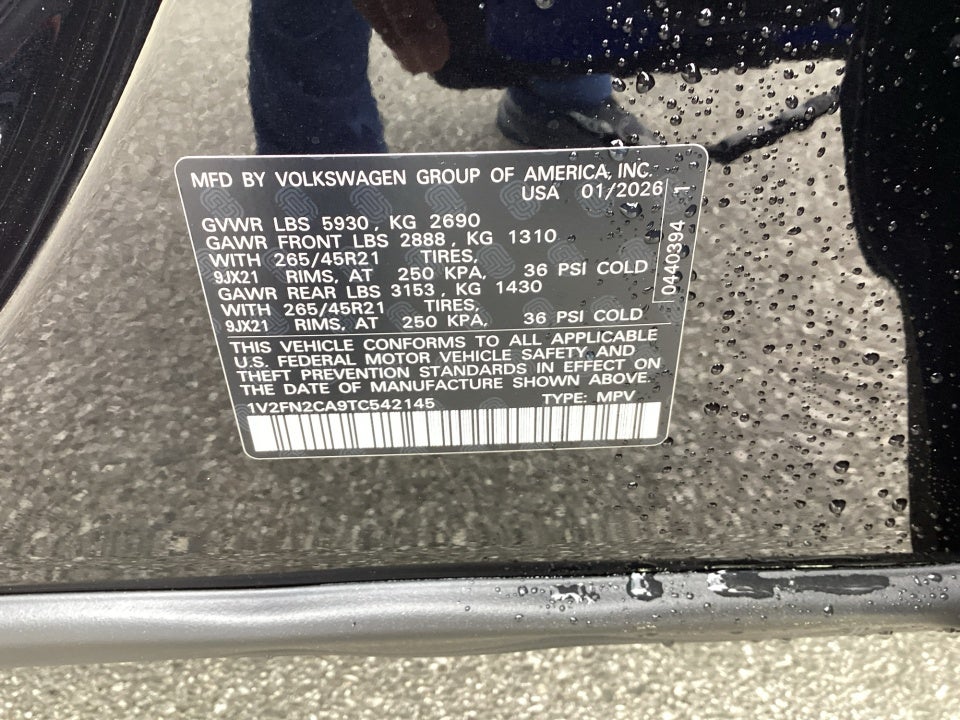 MFD BY VOLKSWAGEN GROUP OF AMERICA, INC.
USA 01/2026
GVWR LBS 5930, KG 2690
GAWR FRONT LBS 2888, KG 1310
WITH 265/45R21 TIRES,
9JX21 RIMS, AT 250 KPA, 36 PSI COLD
GAWR REAR LBS 3153, KG 1430
WITH 265/45R21 TIRES,
9JX21 RIMS, AT 250 KPA, 36 PSI COLD
THIS VEHICLE CONFORMS TO ALL APPLICABLE
U.S. FEDERAL MOTOR VEHICLE SAFETY AND
THEFT PREVENTION STANDARDS IN EFFECT ON
THE DATE OF MANUFACTURE SHOWN ABOVE.
1V2FN2CA9TC542145 TYPE: MPV
0440394 1